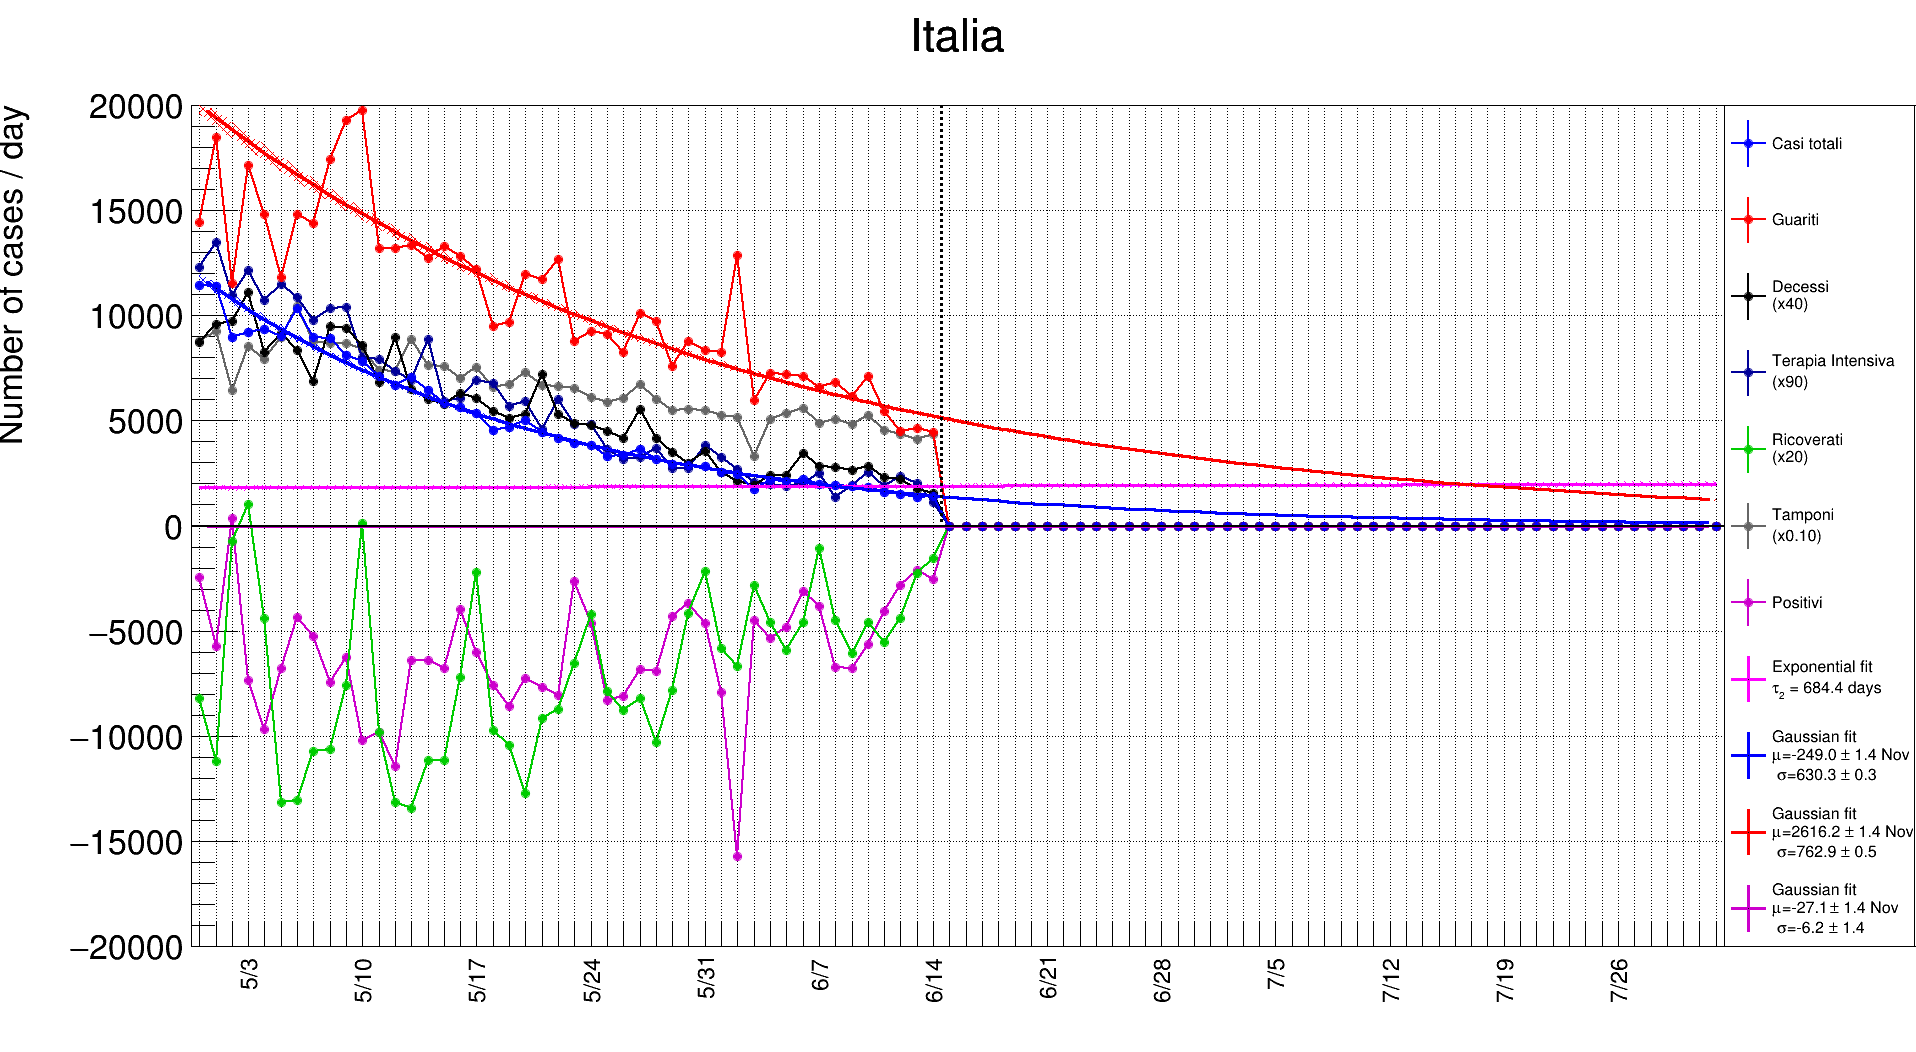 Italia
Number of cases / day
20000
15000
10000
5000
0
−5000
−10000
−15000
−20000
5/3
5/10
5/17
5/24
5/31
6/7
6/14
6/21
6/28
7/5
7/12
7/19
7/26
Casi totali
Guariti
Decessi
(x40)
Terapia Intensiva
(x90)
Ricoverati
(x20)
Tamponi
(x0.10)
Positivi
Exponential fit
τ2 = 684.4 days
Gaussian fit
μ=-249.0 ± 1.4 Nov
σ=630.3 ± 0.3
Gaussian fit
μ=2616.2 ± 1.4 Nov
σ=762.9 ± 0.5
Gaussian fit
μ=-27.1 ± 1.4 Nov
σ=-6.2 ± 1.4